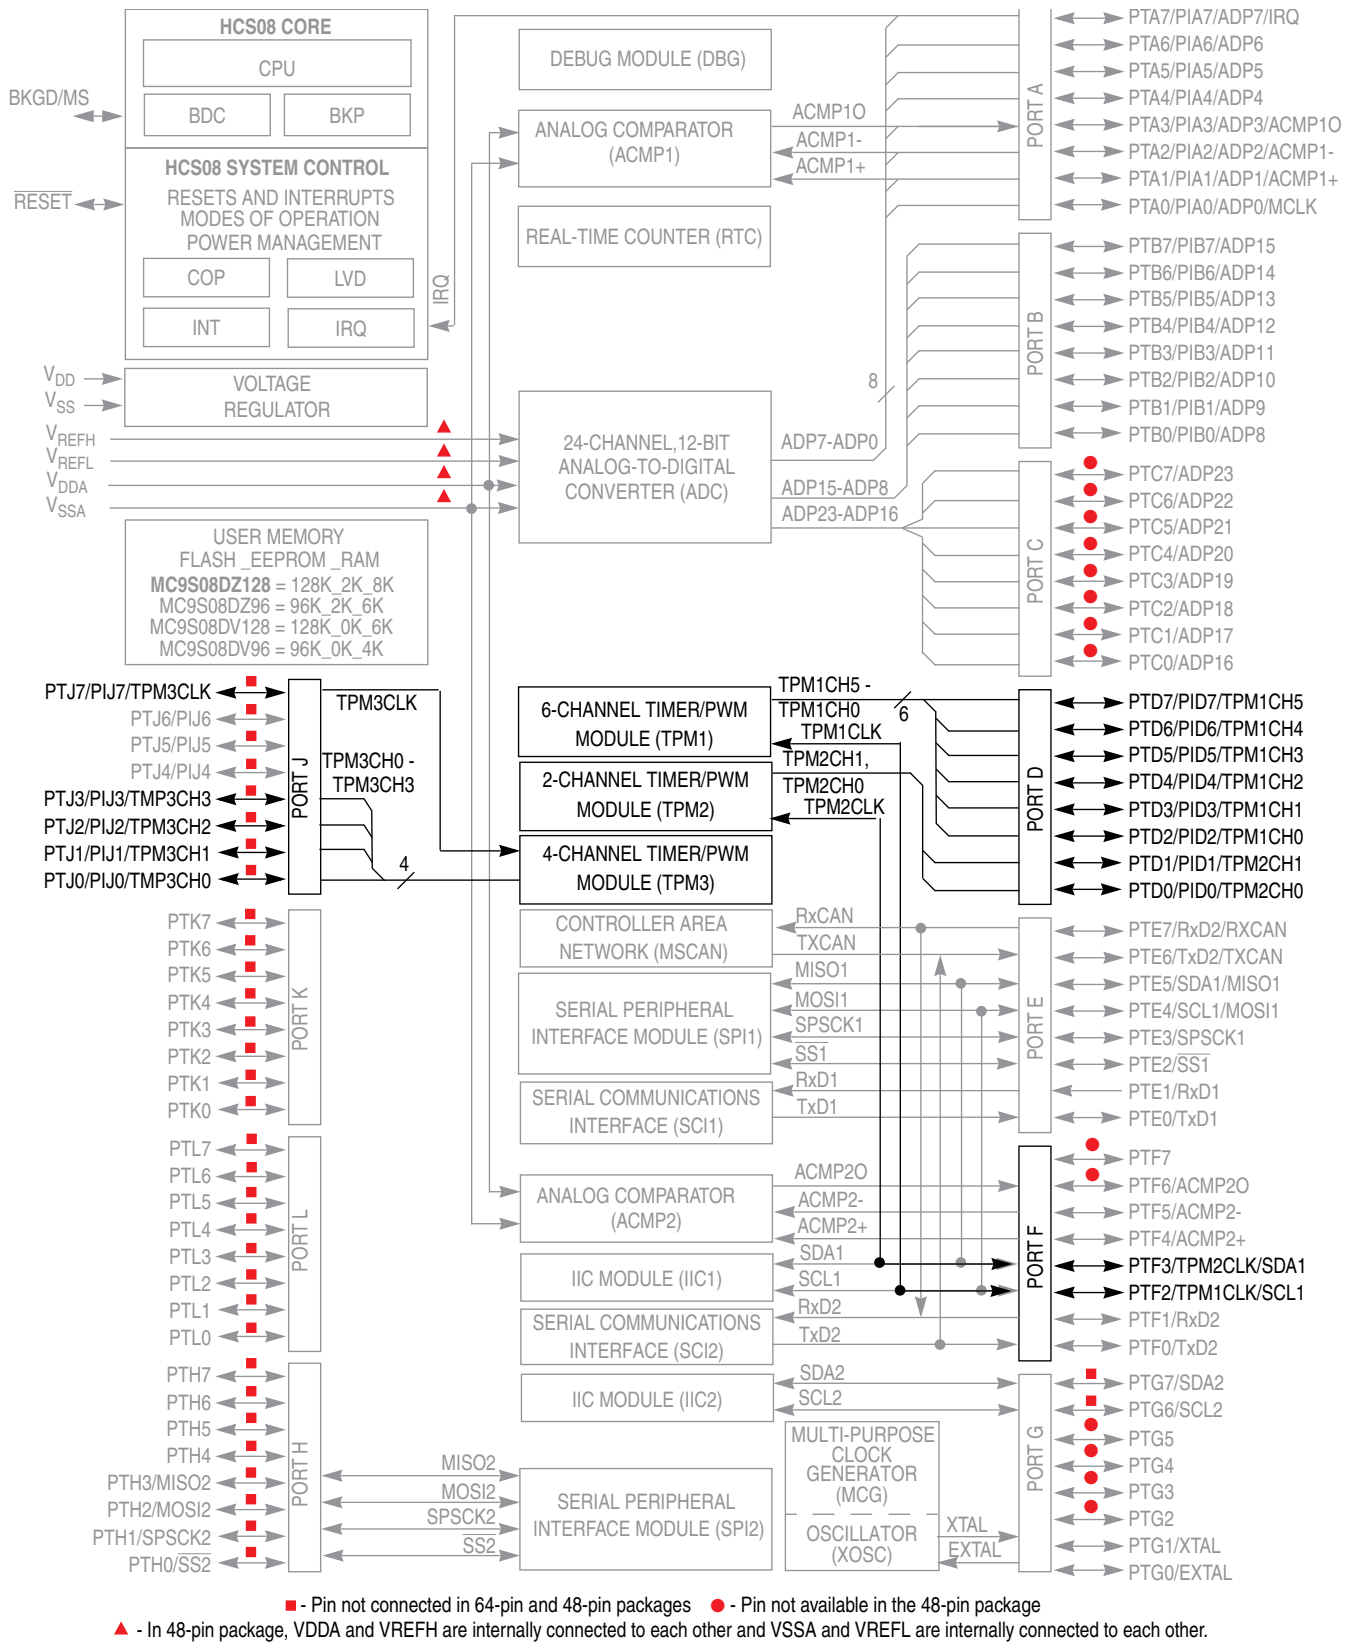 HCS08 CORE
CPU
BDC
BKP
BKGD/MS
HCS08 SYSTEM CONTROL
RESETS AND INTERRUPTS
MODES OF OPERATION
POWER MANAGEMENT
COP
LVD
INT
IRQ
RESET
IRQ
VOLTAGE
REGULATOR
VDD
VSS
VREFH
VREFL
VDDA
VSSA
USER MEMORY
FLASH _EEPROM _RAM
MC9S08DZ128 = 128K_2K_8K
MC9S08DZ96 = 96K_2K_6K
MC9S08DV128 = 128K_0K_6K
MC9S08DV96 = 96K_0K_4K
DEBUG MODULE (DBG)
ANALOG COMPARATOR
(ACMP1)
ACMP1O
ACMP1-
ACMP1+
REAL-TIME COUNTER (RTC)
24-CHANNEL,12-BIT
ANALOG-TO-DIGITAL
CONVERTER (ADC)
8
ADP7-ADP0
ADP15-ADP8
ADP23-ADP16
PORT A
PTA7/PIA7/ADP7/IRQ
PTA6/PIA6/ADP6
PTA5/PIA5/ADP5
PTA4/PIA4/ADP4
PTA3/PIA3/ADP3/ACMP1O
PTA2/PIA2/ADP2/ACMP1-
PTA1/PIA1/ADP1/ACMP1+
PTA0/PIA0/ADP0/MCLK
PORT B
PTB7/PIB7/ADP15
PTB6/PIB6/ADP14
PTB5/PIB5/ADP13
PTB4/PIB4/ADP12
PTB3/PIB3/ADP11
PTB2/PIB2/ADP10
PTB1/PIB1/ADP9
PTB0/PIB0/ADP8
PORT C
PTC7/ADP23
PTC6/ADP22
PTC5/ADP21
PTC4/ADP20
PTC3/ADP19
PTC2/ADP18
PTC1/ADP17
PTC0/ADP16
PTJ7/PIJ7/TPM3CLK
PTJ6/PIJ6
PTJ5/PIJ5
PTJ4/PIJ4
PTJ3/PIJ3/TMP3CH3
PTJ2/PIJ2/TPM3CH2
PTJ1/PIJ1/TPM3CH1
PTJ0/PIJ0/TMP3CH0
PORT J
TPM3CLK
TPM3CH0 -
TPM3CH3
4
6-CHANNEL TIMER/PWM
MODULE (TPM1)
2-CHANNEL TIMER/PWM
MODULE (TPM2)
4-CHANNEL TIMER/PWM
MODULE (TPM3)
TPM1CH5 -
TPM1CH0
6
TPM1CLK
TPM2CH1,
TPM2CH0
TPM2CLK
PORT D
PTD7/PID7/TPM1CH5
PTD6/PID6/TPM1CH4
PTD5/PID5/TPM1CH3
PTD4/PID4/TPM1CH2
PTD3/PID3/TPM1CH1
PTD2/PID2/TPM1CH0
PTD1/PID1/TPM2CH1
PTD0/PID0/TPM2CH0
PTK7
PTK6
PTK5
PTK4
PTK3
PTK2
PTK1
PTK0
PORT K
CONTROLLER AREA
NETWORK (MSCAN)
RxCAN
TXCAN
SERIAL PERIPHERAL
INTERFACE MODULE (SPI1)
MISO1
MOSI1
SPSCK1
SS1
SERIAL COMMUNICATIONS
INTERFACE (SCI1)
RxD1
TxD1
PORT E
PTE7/RxD2/RXCAN
PTE6/TxD2/TXCAN
PTE5/SDA1/MISO1
PTE4/SCL1/MOSI1
PTE3/SPSCK1
PTE2/SS1
PTE1/RxD1
PTE0/TxD1
PTL7
PTL6
PTL5
PTL4
PTL3
PTL2
PTL1
PTL0
PORT L
ANALOG COMPARATOR
(ACMP2)
ACMP2O
ACMP2-
ACMP2+
IIC MODULE (IIC1)
SDA1
SCL1
SERIAL COMMUNICATIONS
INTERFACE (SCI2)
RxD2
TxD2
PORT F
PTF7
PTF6/ACMP2O
PTF5/ACMP2-
PTF4/ACMP2+
PTF3/TPM2CLK/SDA1
PTF2/TPM1CLK/SCL1
PTF1/RxD2
PTF0/TxD2
PTH7
PTH6
PTH5
PTH4
PTH3/MISO2
PTH2/MOSI2
PTH1/SPSCK2
PTH0/SS2
PORT H
MISO2
MOSI2
SPSCK2
SS2
IIC MODULE (IIC2)
SDA2
SCL2
SERIAL PERIPHERAL
INTERFACE MODULE (SPI2)
MULTI-PURPOSE
CLOCK
GENERATOR
(MCG)
OSCILLATOR
(XOSC)
XTAL
EXTAL
PORT G
PTG7/SDA2
PTG6/SCL2
PTG5
PTG4
PTG3
PTG2
PTG1/XTAL
PTG0/EXTAL
- Pin not connected in 64-pin and 48-pin packages
- Pin not available in the 48-pin package
- In 48-pin package, VDDA and VREFH are internally connected to each other and VSSA and VREFL are internally connected to each other.